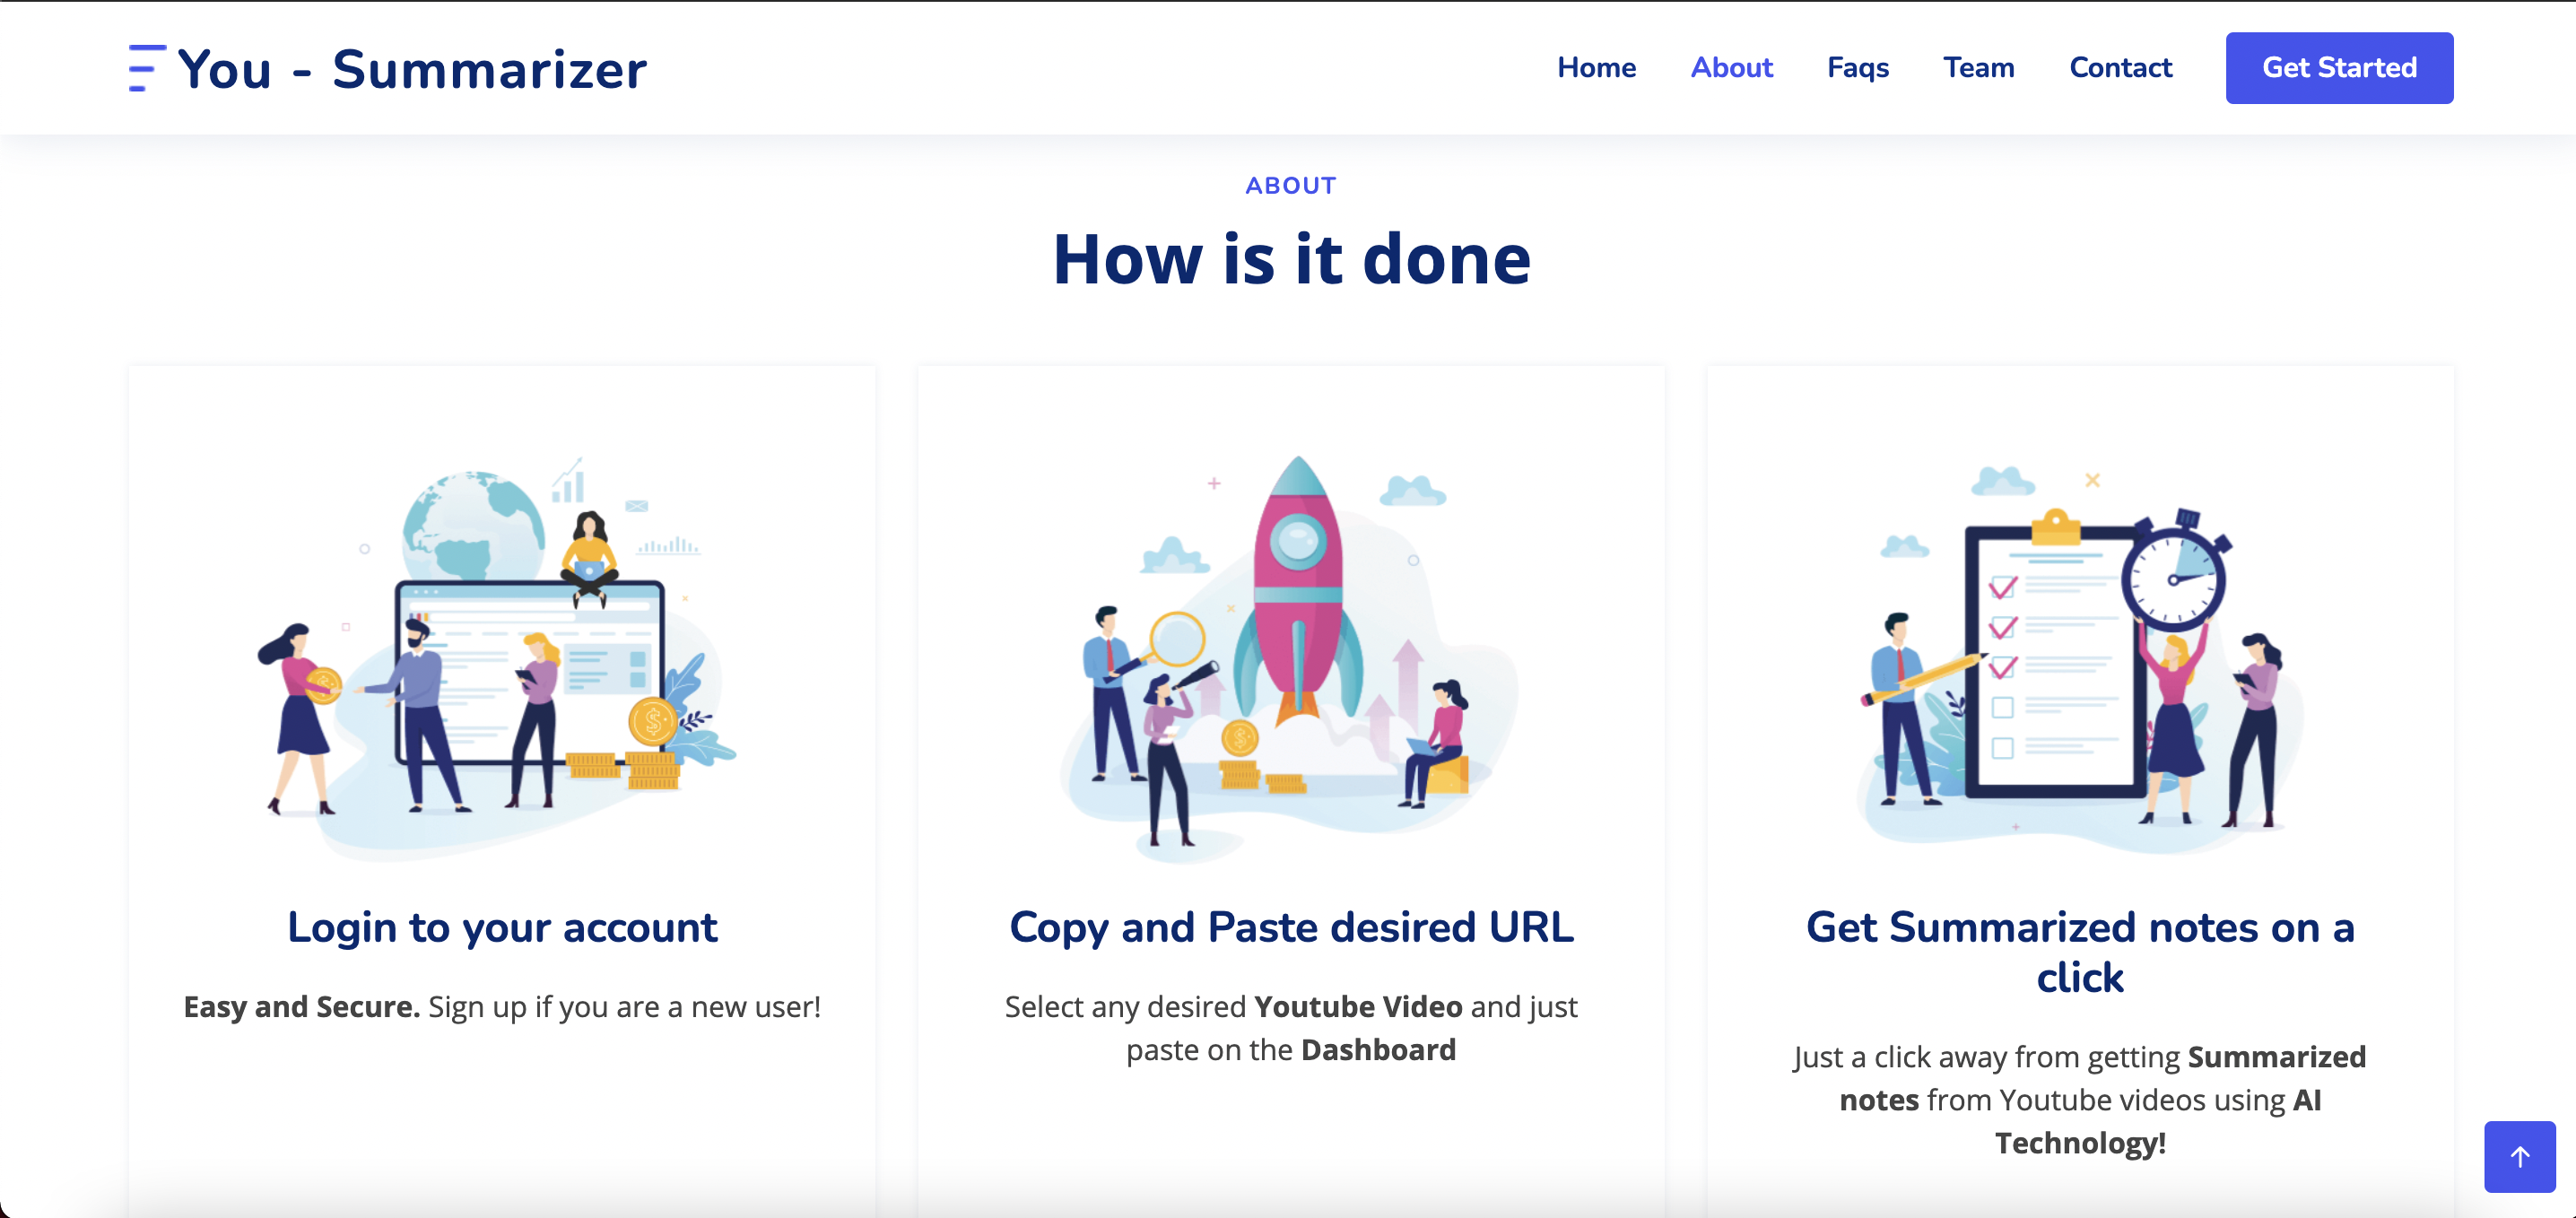 You - Summarizer
Home About Faqs Team Contact Get Started
ABOUT
How is it done
Login to your account
Easy and Secure. Sign up if you are a new user!
Copy and Paste desired URL
Select any desired Youtube Video and just
paste on the Dashboard
Get Summarized notes on a
click
Just a click away from getting Summarized
notes from Youtube videos using AI
Technology!